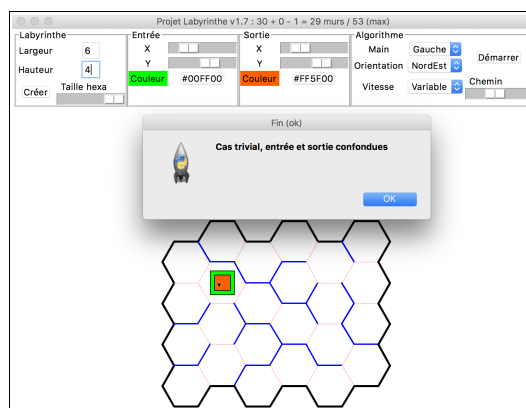 Projet Labyrinthe v1.7 : 30 + 0 - 1 = 29 murs / 53 (max)
Labyrinthe
Largeur 6
Hauteur 4
Créer Taille hexa
Entrée
X
Y
Couleur #00FF00
Sortie
X
Y
Couleur #FF5F00
Algorithme
Main Gauche
Orientation NordEst
Vitesse Variable
Démarrer
Chemin
Fin (ok)
Cas trivial, entrée et sortie confondues
OK